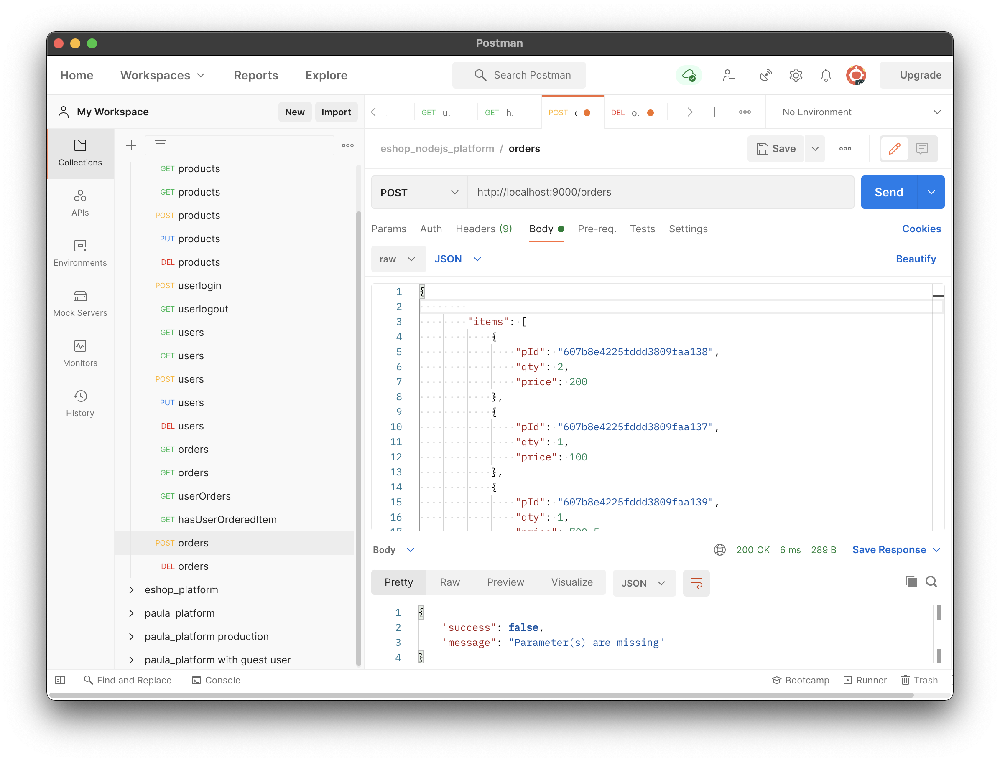 Postman
Home Workspaces Reports Explore Search Postman Upgrade
My Workspace New Import
GET u. GET h. POST DEL o.. No Environment
Collections
APIs
Environments
Mock Servers
Monitors
History
GET products
GET products
POST products
PUT products
DEL products
POST userlogin
GET userlogout
GET users
GET users
POST users
PUT users
DEL users
GET orders
GET orders
GET userOrders
GET hasUserOrderedItem
POST orders
DEL orders
eshop_platform
paula_platform
paula_platform production
paula_platform with guest user
eshop_nodejs_platform / orders Save
POST http://localhost:9000/orders Send
Params Auth Headers (9) Body Pre-req. Tests Settings Cookies
raw JSON Beautify
1 {
2
3 "items": [
4 {
5 "pId": "607b8e4225fddd3809faa138",
6 "qty": 2,
7 "price": 200
8 },
9 {
10 "pId": "607b8e4225fddd3809faa137",
11 "qty": 1,
12 "price": 100
13 },
14 {
15 "pId": "607b8e4225fddd3809faa139",
16 "qty": 1,
Body 200 OK 6 ms 289 B Save Response
Pretty Raw Preview Visualize JSON
1 {
2 "success": false,
3 "message": "Parameter(s) are missing"
4 }
Find and Replace Console Bootcamp Runner Trash